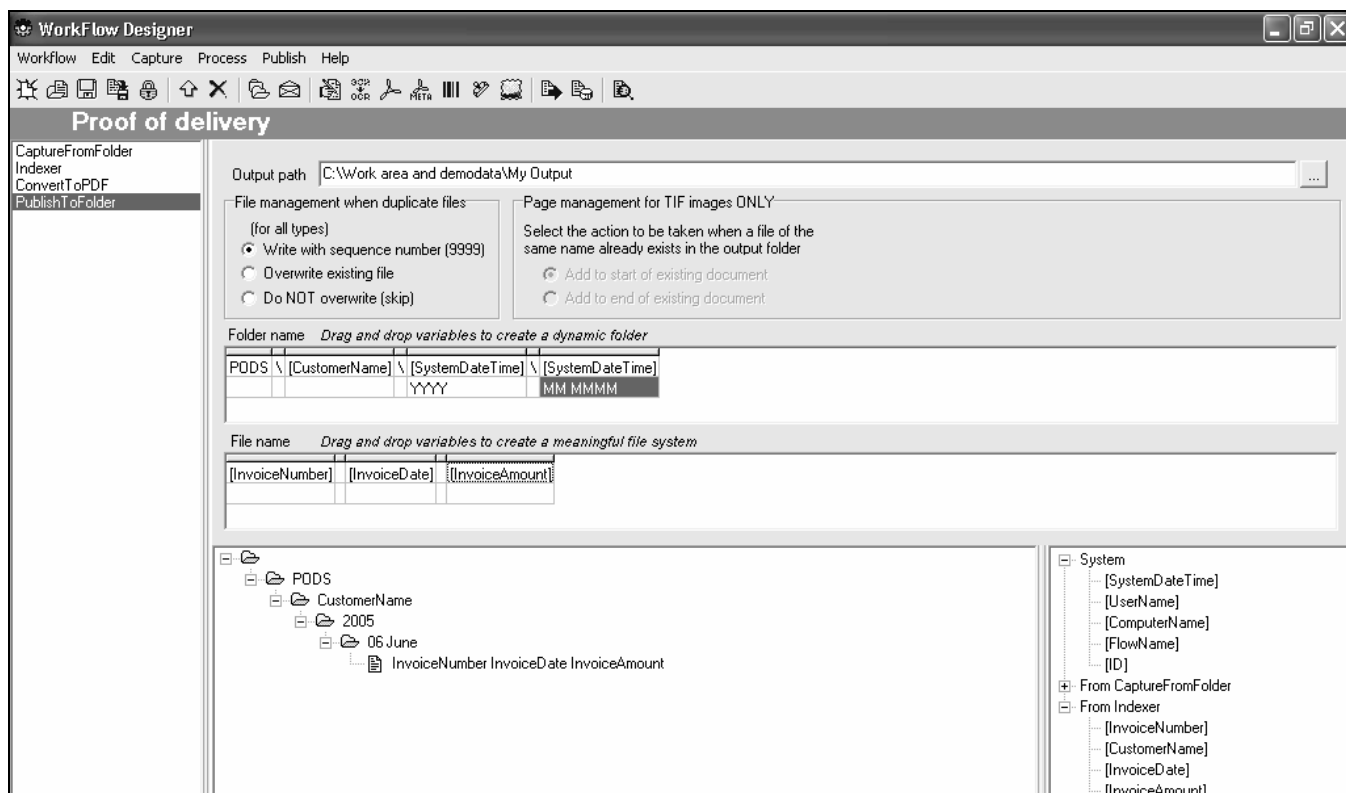 WorkFlow Designer
Workflow Edit Capture Process Publish Help
OCR META
Proof of delivery
CaptureFromFolder
Indexer
ConvertToPDF
PublishToFolder
Output path C:\Work area and demodata\My Output ...
File management when duplicate files
(for all types)
Write with sequence number (9999)
Overwrite existing file
Do NOT overwrite (skip)
Page management for TIF images ONLY
Select the action to be taken when a file of the
same name already exists in the output folder
Add to start of existing document
Add to end of existing document
Folder name Drag and drop variables to create a dynamic folder
PODS \ [CustomerName] \ [SystemDateTime] \ [SystemDateTime]
YYYY MM MMMM
File name Drag and drop variables to create a meaningful file system
[InvoiceNumber] [InvoiceDate] [InvoiceAmount]
PODS
CustomerName
2005
06 June
InvoiceNumber InvoiceDate InvoiceAmount
System
[SystemDateTime]
[UserName]
[ComputerName]
[FlowName]
[ID]
From CaptureFromFolder
From Indexer
[InvoiceNumber]
[CustomerName]
[InvoiceDate]
[InvoiceAmount]